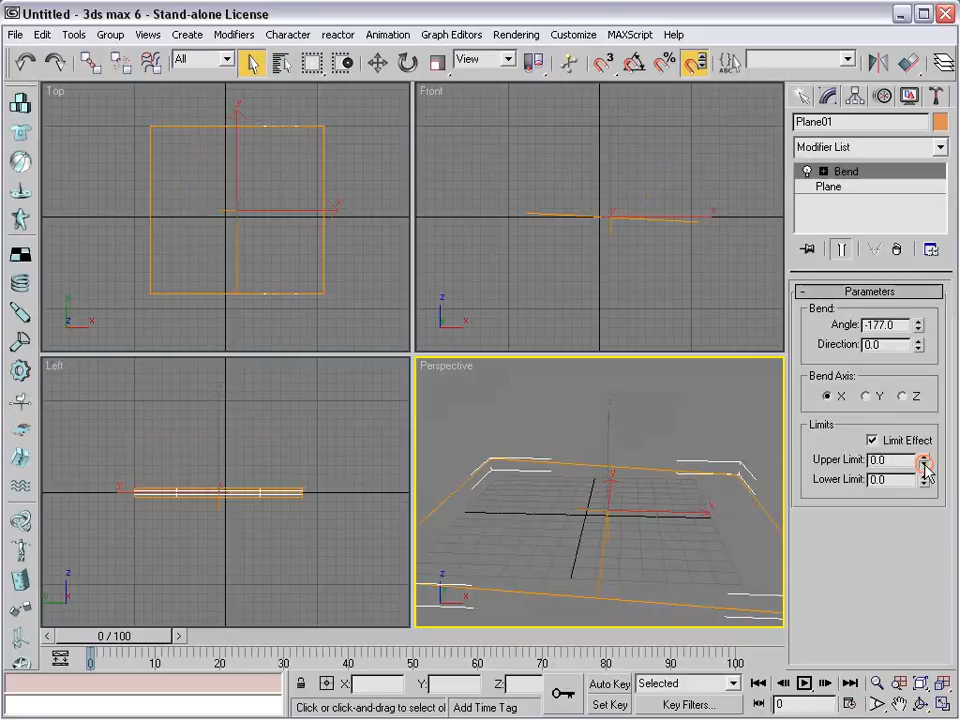 Untitled - 3ds max 6 - Stand-alone License
File Edit Tools Group Views Create Modifiers Character reactor Animation Graph Editors Rendering Customize MAXScript Help
All View
Top Front
Plane01
Modifier List
Bend
Plane
y
x
y x
y x
z x
Parameters
Bend:
Angle: -177.0
Direction: 0.0
Left Perspective
Bend Axis:
X Y Z
Limits
Limit Effect
Upper Limit: 0.0
Lower Limit: 0.0
z
y x
z
y x
z
y x
z
x
0 / 100
0 10 20 30 40 50 60 70 80 90 100
X: Y: Z: Auto Key Selected
Click or click-and-drag to select ol Add Time Tag Set Key Key Filters... 0